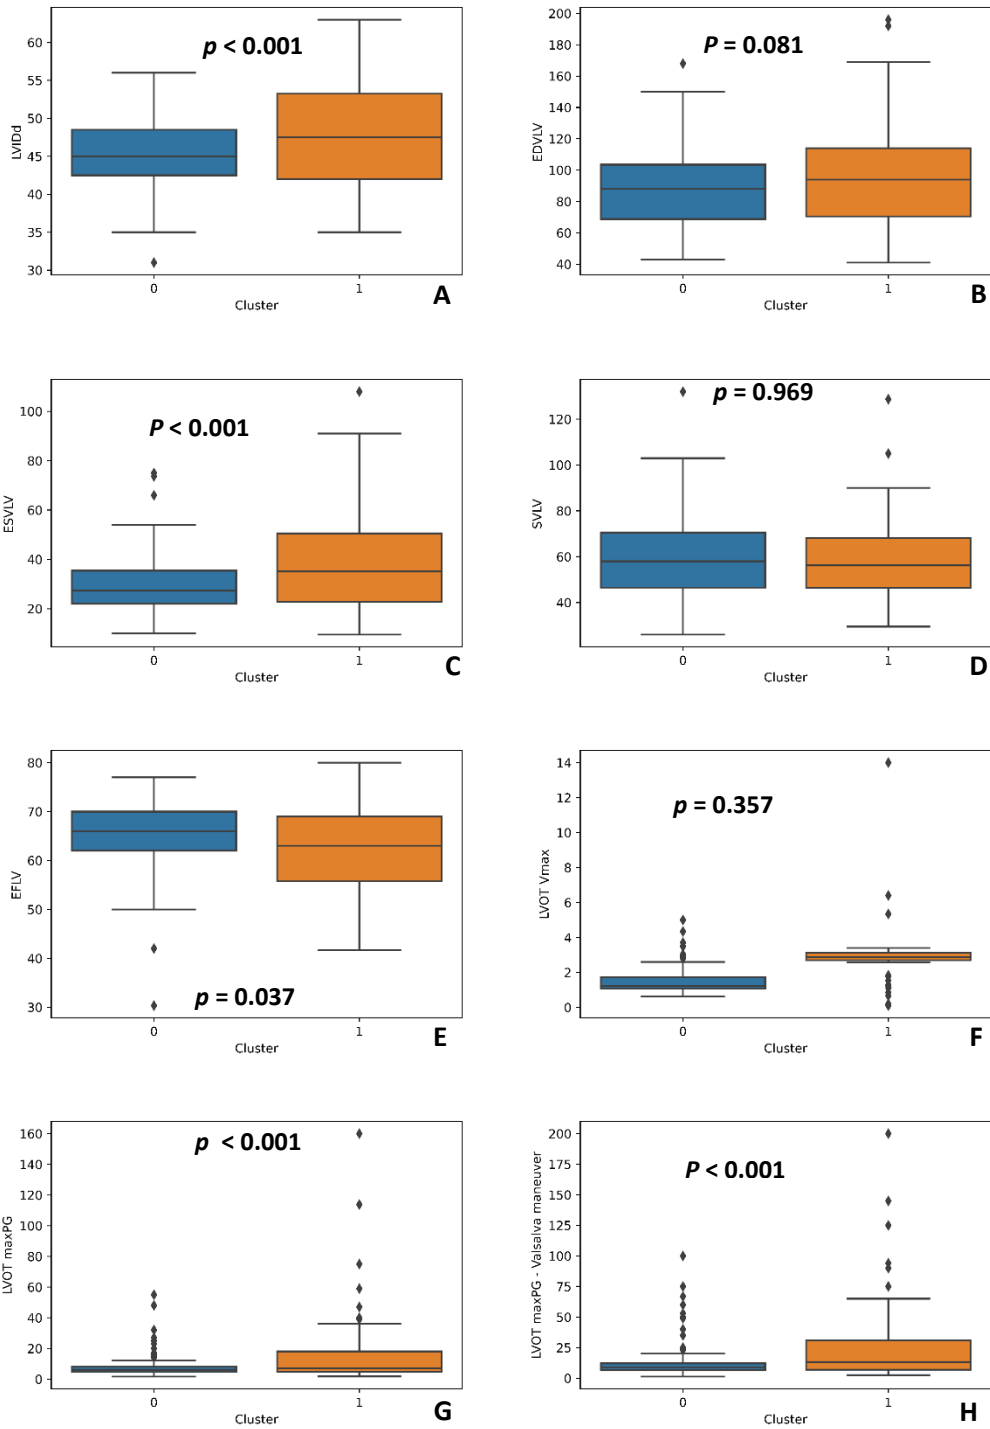 p < 0.001
LVIDd
60
55
50
45
40
35
30
0
1
Cluster
A
P = 0.081
EDVLV
200
180
160
140
120
100
80
60
40
0
1
Cluster
B
P < 0.001
ESVLV
100
80
60
40
20
0
1
Cluster
C
p = 0.969
SVLV
120
100
80
60
40
0
1
Cluster
D
EFLV
80
70
60
50
40
30
p = 0.037
0
1
Cluster
E
p = 0.357
LVOT Vmax
14
12
10
8
6
4
2
0
0
1
Cluster
F
p < 0.001
LVOT maxPG
160
140
120
100
80
60
40
20
0
0
1
Cluster
G
P < 0.001
LVOT maxPG - Valsalva maneuver
200
175
150
125
100
75
50
25
0
0
1
Cluster
H